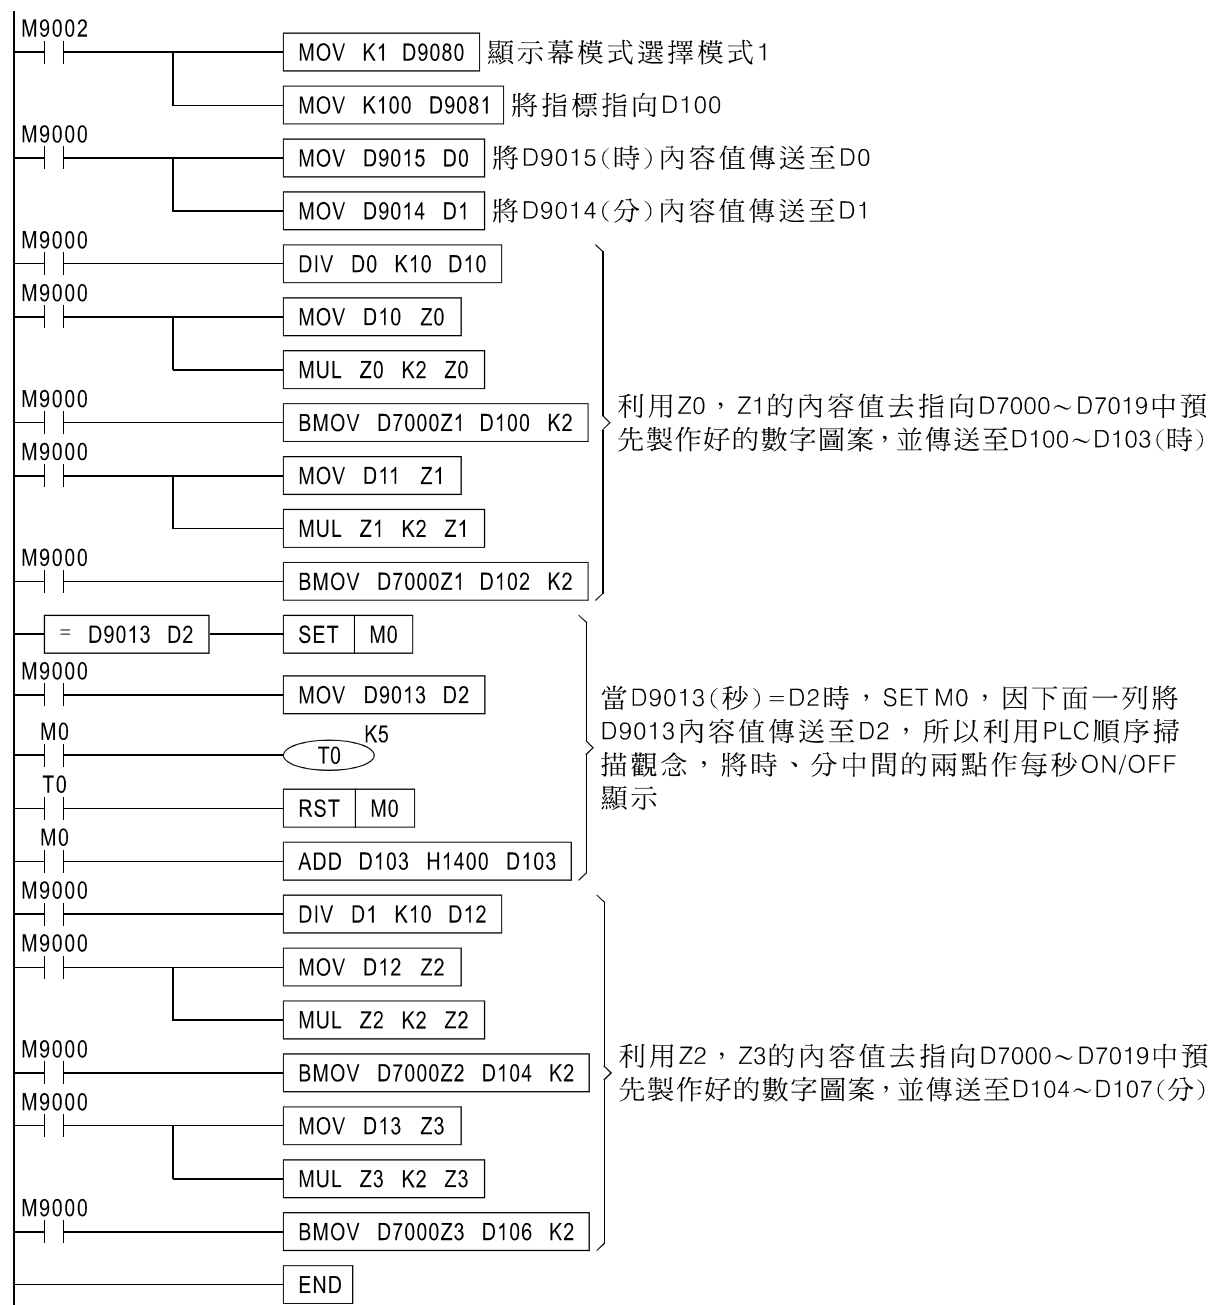 M9002
MOV K1 D9080 顯示幕模式選擇模式1
MOV K100 D9081 將指標指向D100
M9000
MOV D9015 D0 將D9015(時)內容值傳送至D0
MOV D9014 D1 將D9014(分)內容值傳送至D1
M9000
DIV D0 K10 D10
M9000
MOV D10 Z0
MUL Z0 K2 Z0
M9000
BMOV D7000Z1 D100 K2
利用Z0，Z1的內容值去指向D7000~D7019中預
先製作好的數字圖案，並傳送至D100~D103(時)
M9000
MOV D11 Z1
MUL Z1 K2 Z1
M9000
BMOV D7000Z1 D102 K2
= D9013 D2 SET M0
M9000
MOV D9013 D2
當D9013(秒)=D2時，SET M0，因下面一列將
D9013內容值傳送至D2，所以利用PLC順序掃
描觀念，將時、分中間的兩點作每秒ON/OFF
顯示
M0
T0 K5
T0
RST M0
M0
ADD D103 H1400 D103
M9000
DIV D1 K10 D12
M9000
MOV D12 Z2
MUL Z2 K2 Z2
M9000
BMOV D7000Z2 D104 K2
利用Z2，Z3的內容值去指向D7000~D7019中預
先製作好的數字圖案，並傳送至D104~D107(分)
M9000
MOV D13 Z3
MUL Z3 K2 Z3
M9000
BMOV D7000Z3 D106 K2
END